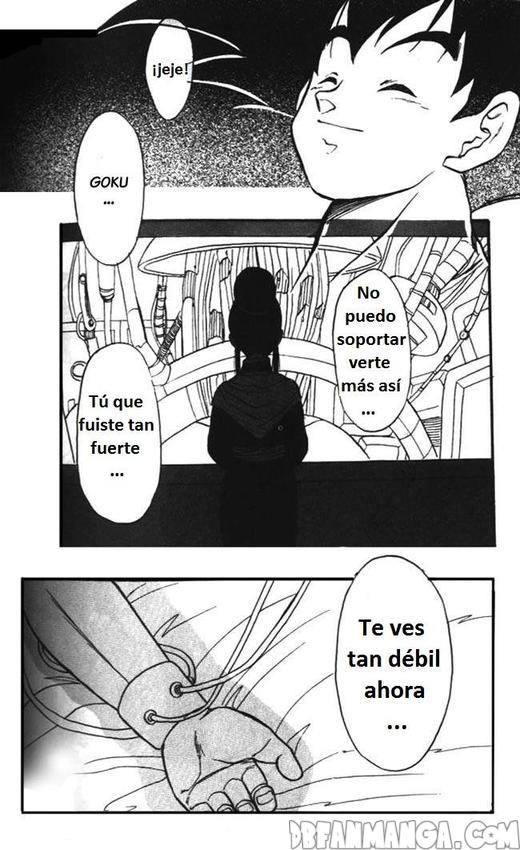 ¡jeje!
GOKU
...
No
puedo
soportar
verte
más así
...
Tú que
fuiste tan
fuerte
...
Te ves
tan débil
ahora
...
DBFANMANGA.COM